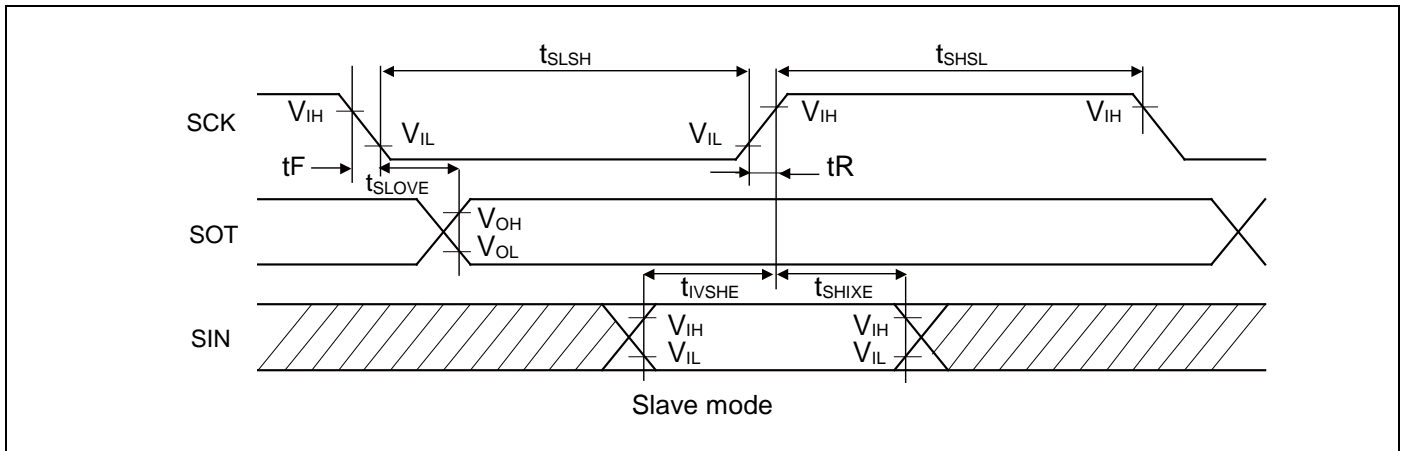 tSLSH
tSHSL
SCK
VIH
VIL
VIL
VIH
VIH
tF
tSLOVE
tR
SOT
VOH
VOL
tIVSHE
tSHIXE
SIN
VIH
VIL
VIH
VIL
Slave mode